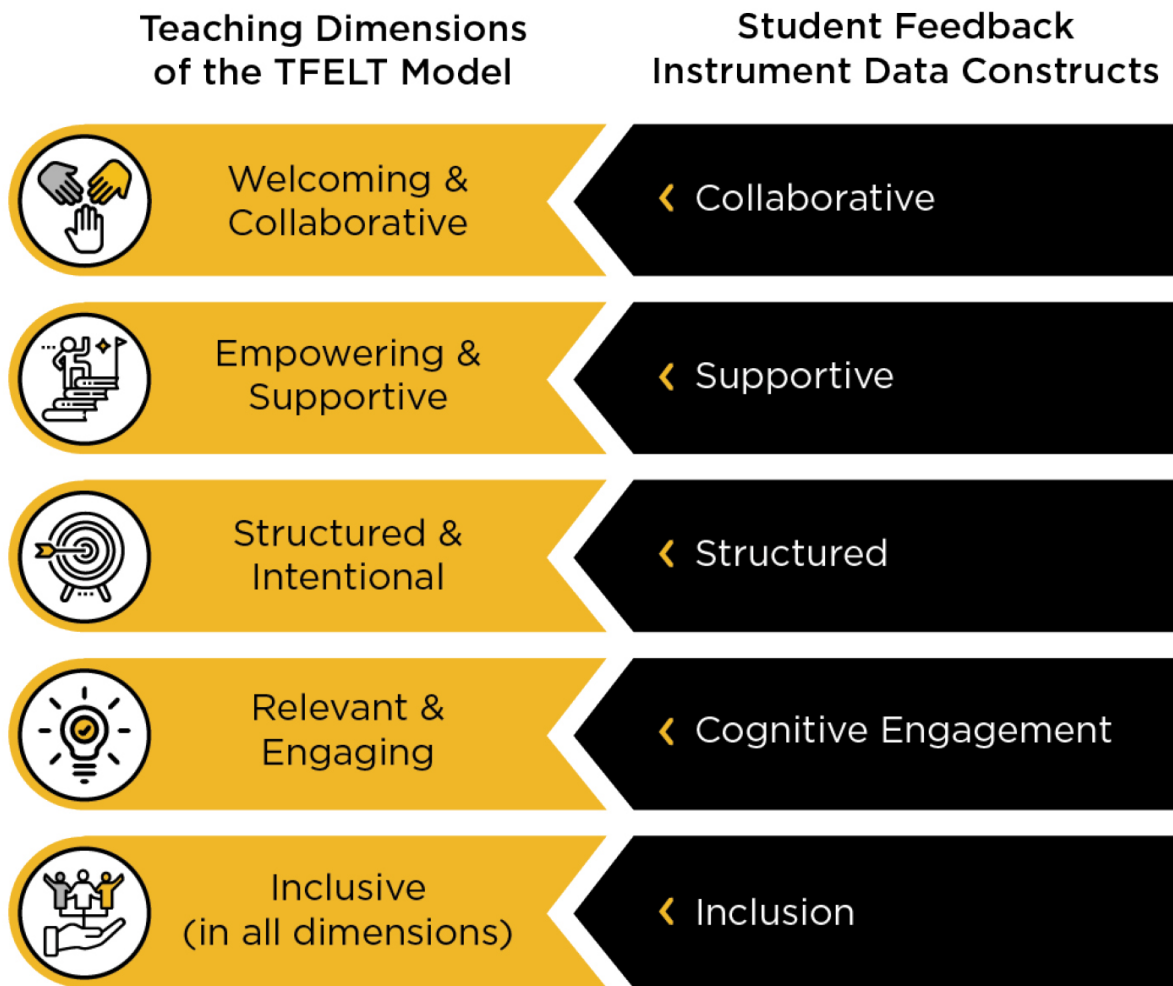 Teaching Dimensions
of the TFELT Model
Student Feedback
Instrument Data Constructs
Welcoming &
Collaborative
Collaborative
Empowering &
Supportive
Supportive
Structured &
Intentional
Structured
Relevant &
Engaging
Cognitive Engagement
Inclusive
(in all dimensions)
Inclusion